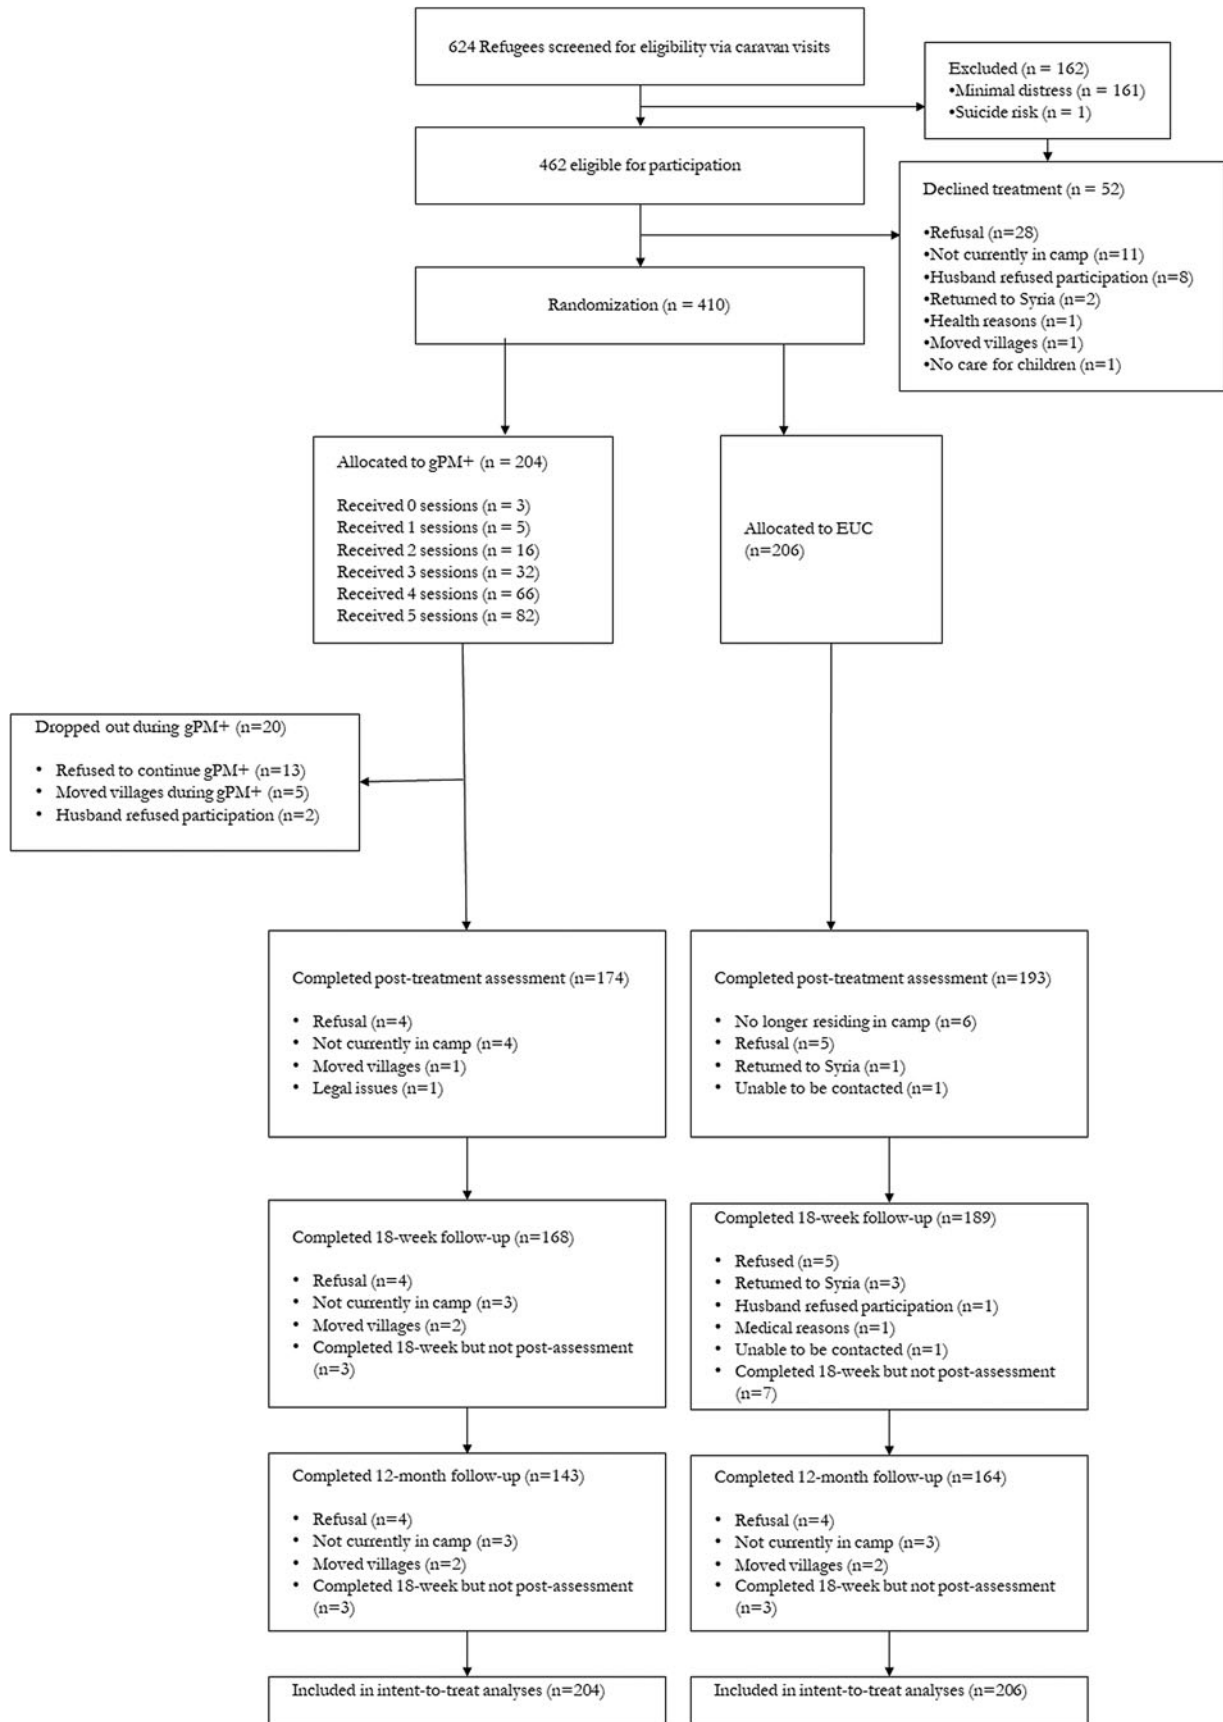 624 Refugees screened for eligibility via caravan visits
Excluded (n = 162)
•Minimal distress (n = 161)
•Suicide risk (n = 1)
462 eligible for participation
Declined treatment (n = 52)
•Refusal (n=28)
•Not currently in camp (n=11)
•Husband refused participation (n=8)
•Returned to Syria (n=2)
•Health reasons (n=1)
•Moved villages (n=1)
•No care for children (n=1)
Randomization (n = 410)
Allocated to gPM+ (n = 204)
Received 0 sessions (n = 3)
Received 1 sessions (n = 5)
Received 2 sessions (n = 16)
Received 3 sessions (n = 32)
Received 4 sessions (n = 66)
Received 5 sessions (n = 82)
Allocated to EUC
(n=206)
Dropped out during gPM+ (n=20)
• Refused to continue gPM+ (n=13)
• Moved villages during gPM+ (n=5)
• Husband refused participation (n=2)
Completed post-treatment assessment (n=174)
• Refusal (n=4)
• Not currently in camp (n=4)
• Moved villages (n=1)
• Legal issues (n=1)
Completed post-treatment assessment (n=193)
• No longer residing in camp (n=6)
• Refusal (n=5)
• Returned to Syria (n=1)
• Unable to be contacted (n=1)
Completed 18-week follow-up (n=168)
• Refusal (n=4)
• Not currently in camp (n=3)
• Moved villages (n=2)
• Completed 18-week but not post-assessment
(n=3)
Completed 18-week follow-up (n=189)
• Refused (n=5)
• Returned to Syria (n=3)
• Husband refused participation (n=1)
• Medical reasons (n=1)
• Unable to be contacted (n=1)
• Completed 18-week but not post-assessment
(n=7)
Completed 12-month follow-up (n=143)
• Refusal (n=4)
• Not currently in camp (n=3)
• Moved villages (n=2)
• Completed 18-week but not post-assessment
(n=3)
Completed 12-month follow-up (n=164)
• Refusal (n=4)
• Not currently in camp (n=3)
• Moved villages (n=2)
• Completed 18-week but not post-assessment
(n=3)
Included in intent-to-treat analyses (n=204)
Included in intent-to-treat analyses (n=206)